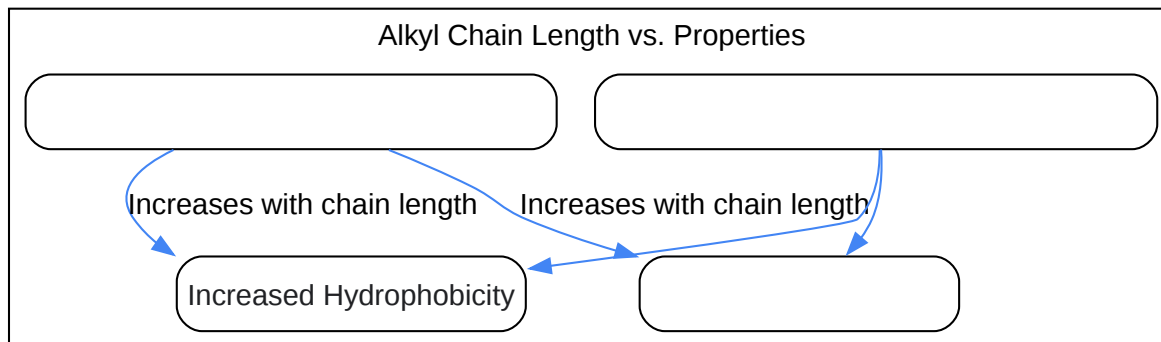 Alkyl Chain Length vs. Properties
Increases with chain length
Increases with chain length
Increased Hydrophobicity